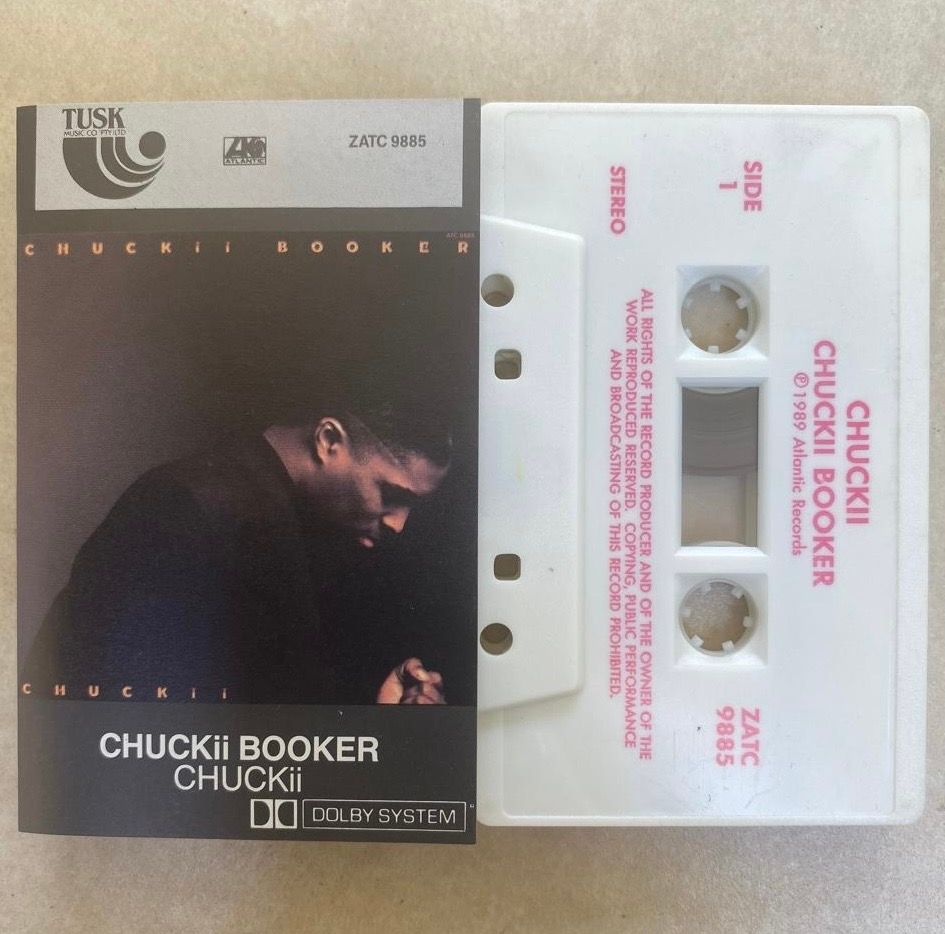 TUSK
MUSIC CO PTY LTD
ATLANTIC
ZATC 9885
ATC 9885
CHUCKii BOOKER
CHUCKii
CHUCKii BOOKER
CHUCKii
DOLBY SYSTEM
CHUCKII
CHUCKII BOOKER
℗1989 Atlantic Records
SIDE
1
STEREO
ZATC
9885
ALL RIGHTS OF THE RECORD PRODUCER AND OF THE OWNER OF THE
WORK REPRODUCED RESERVED. COPYING, PUBLIC PERFORMANCE
AND BROADCASTING OF THIS RECORD PROHIBITED.